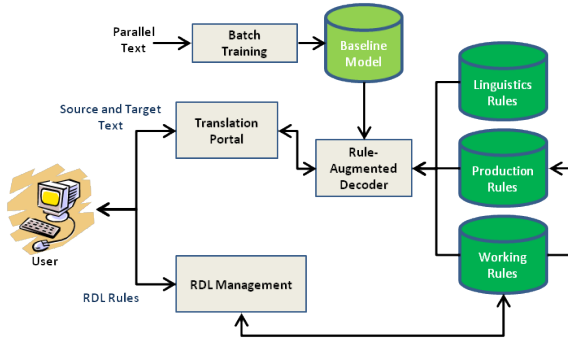 Parallel
Text
Batch
Training
Baseline
Model
Linguistics
Rules
Source and Target
Text
Translation
Portal
Rule-
Augmented
Decoder
Production
Rules
User
Working
Rules
RDL Rules
RDL Management